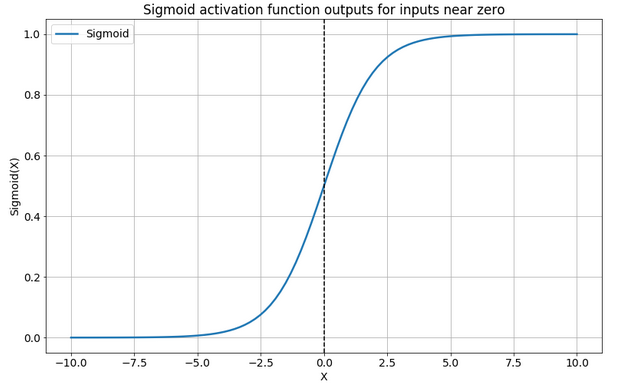 Sigmoid activation function outputs for inputs near zero
Sigmoid
1.0
0.8
0.6
0.4
0.2
0.0
Sigmoid(X)
−10.0 −7.5 −5.0 −2.5 0.0 2.5 5.0 7.5 10.0
X